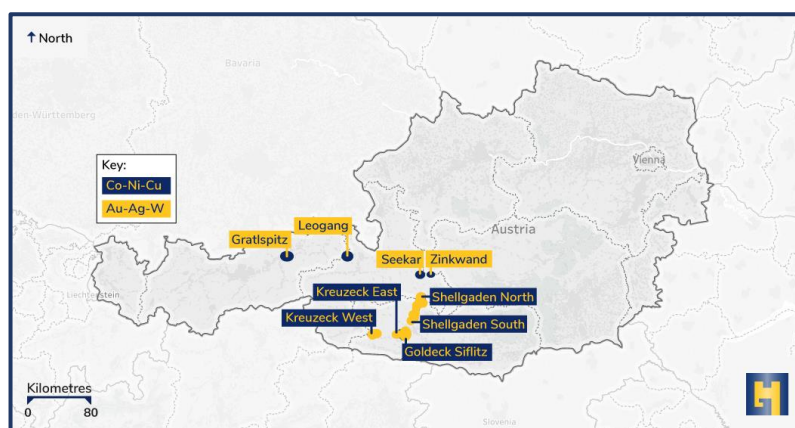 ↑ North
Bavaria
den-Württemberg
Key:
Co-Ni-Cu
Au-Ag-W
Vienna
Leogang
Gratlspitz
Austria
Seekar
Zinkwand
Liechtenstein
Kreuzeck East
Shellgaden North
Kreuzeck West
Shellgaden South
Goldeck Siflitz
Kilometres
0 80
Slovenia